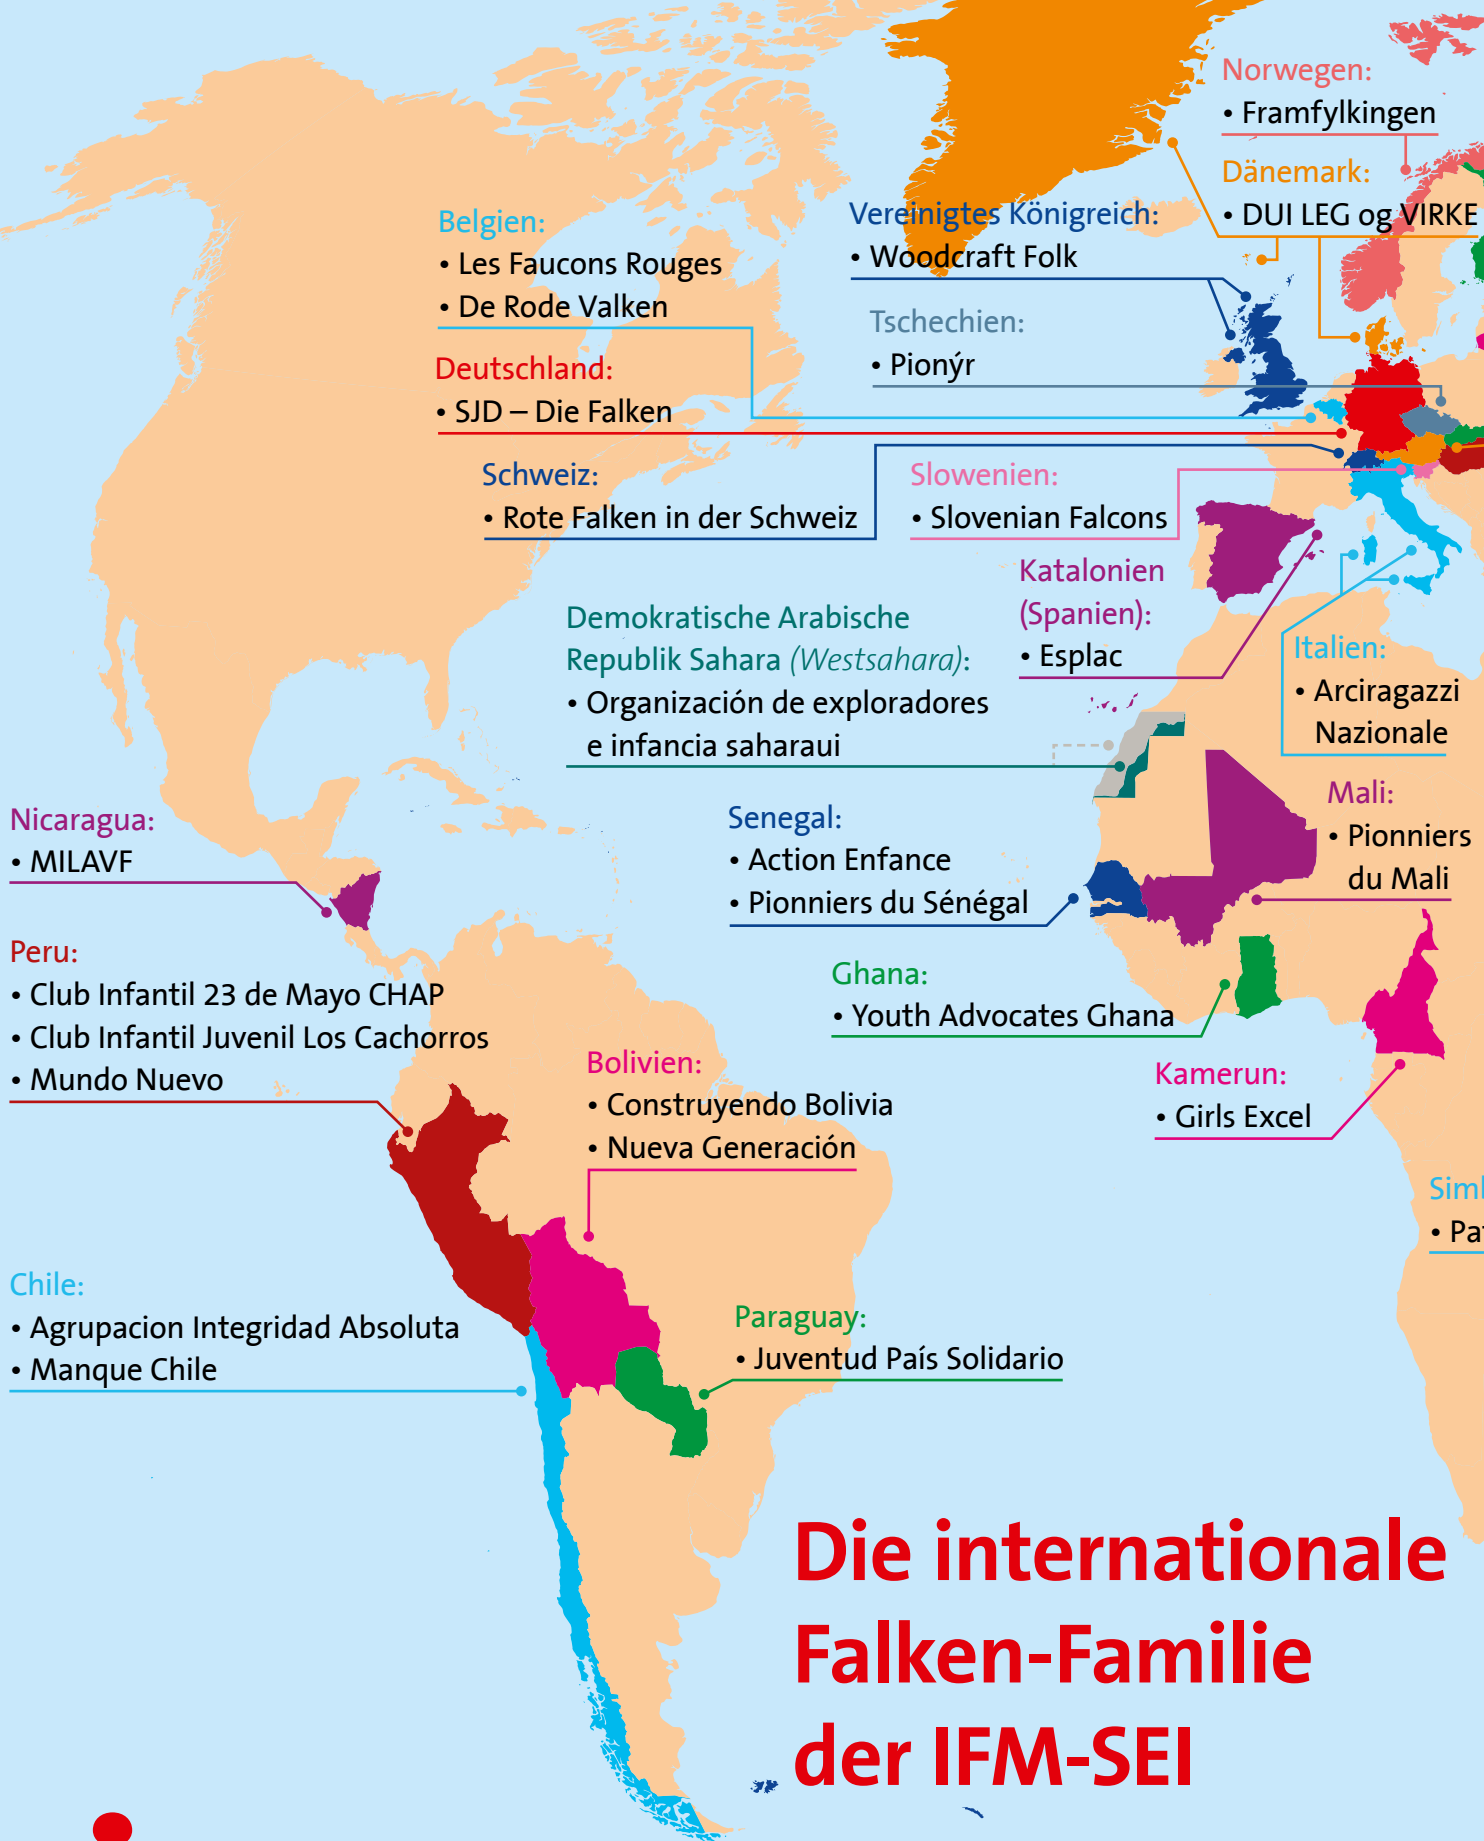 Norwegen:
• Framfylkingen
Dänemark:
• DUI LEG og VIRKE
Belgien:
• Les Faucons Rouges
• De Rode Valken
Vereinigtes Königreich:
• Woodcraft Folk
Tschechien:
• Pionýr
Deutschland:
• SJD – Die Falken
Schweiz:
• Rote Falken in der Schweiz
Slowenien:
• Slovenian Falcons
Katalonien
(Spanien):
• Esplac
Demokratische Arabische
Republik Sahara (Westsahara):
• Organización de exploradores
e infancia saharaui
Italien:
• Arciragazzi
Nazionale
Nicaragua:
• MILAVF
Senegal:
• Action Enfance
• Pionniers du Sénégal
Mali:
• Pionniers
du Mali
Peru:
• Club Infantil 23 de Mayo CHAP
• Club Infantil Juvenil Los Cachorros
• Mundo Nuevo
Ghana:
• Youth Advocates Ghana
Bolivien:
• Construyendo Bolivia
• Nueva Generación
Kamerun:
• Girls Excel
Chile:
• Agrupacion Integridad Absoluta
• Manque Chile
Paraguay:
• Juventud País Solidario
Die internationale
Falken-Familie
der IFM-SEI